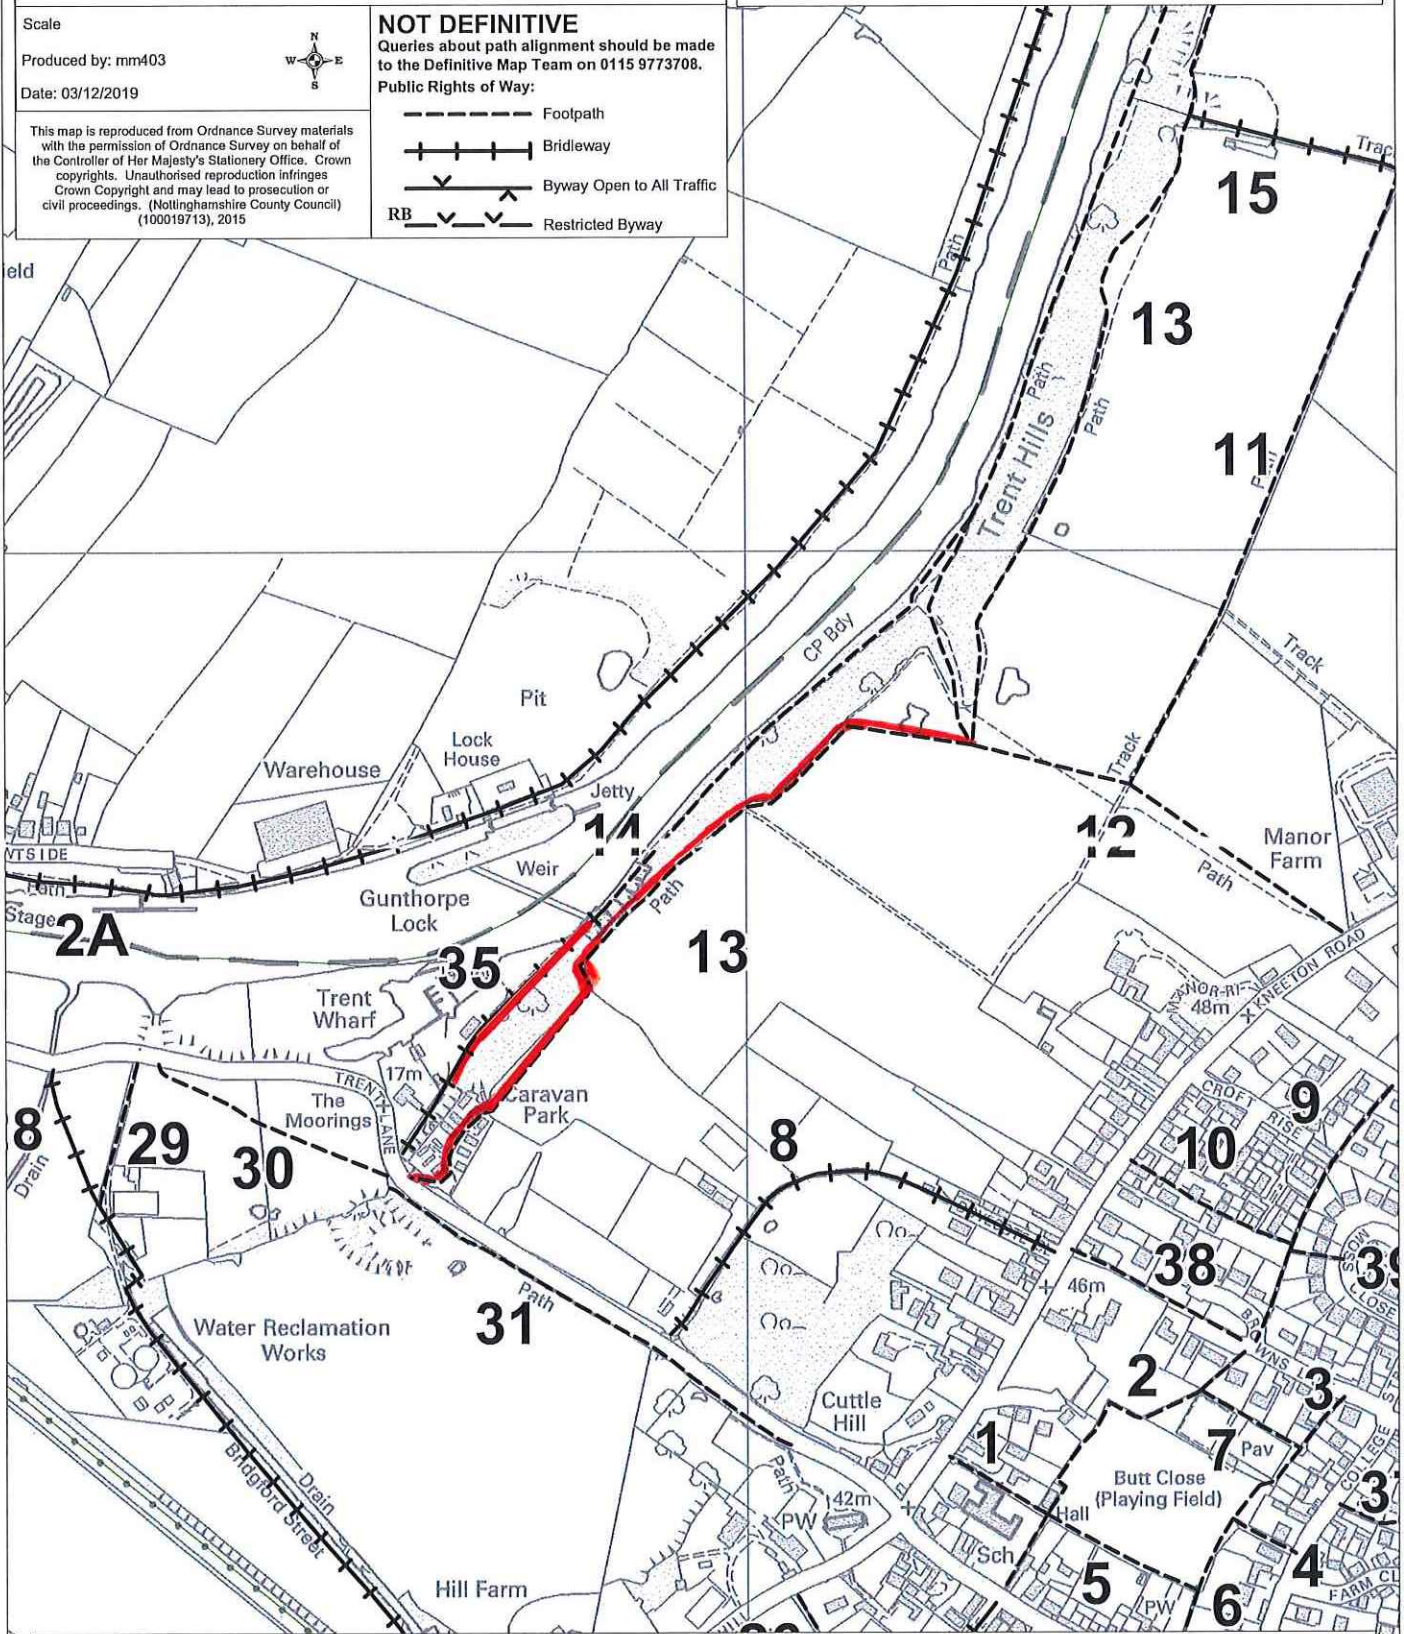 Scale
Produced by: mm403
Date: 03/12/2019
N
W E
S
This map is reproduced from Ordnance Survey materials
with the permission of Ordnance Survey on behalf of
the Controller of Her Majesty's Stationery Office. Crown
copyrights. Unauthorised reproduction infringes
Crown Copyright and may lead to prosecution or
civil proceedings. (Nottinghamshire County Council)
(100019713), 2015
NOT DEFINITIVE
Queries about path alignment should be made
to the Definitive Map Team on 0115 9773708.
Public Rights of Way:
Footpath
Bridleway
Byway Open to All Traffic
RB
Restricted Byway
Trac
15
ield
Path
13
Path
Path
11
Trent Hills
CP Bdy
Track
Pit
Lock
House
Warehouse
Track
Jetty
14
12
Manor
Farm
Weir
Path
Gunthorpe
Lock
Path
Stage
2A
35
13
KNEETON ROAD
48m
Trent
Wharf
17m
TRENT LANE
The
Moorings
Caravan
Park
CROFT
RISE
9
8
Drain
29
30
8
10
38
39
MOSS
CLOSE
46m
Path
31
Water Reclamation
Works
BROWNS L
2
3
Cuttle
Hill
1
7
Pav
COLLEGE
Butt Close
(Playing Field)
3
Bridgford Street
Drain
Path
42m
PW
Hall
Sch
Hill Farm
5
PW
6
4
FARM CL